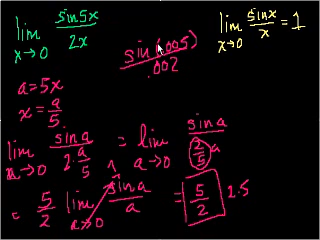 lim x→0 sin5x / 2x
lim x→0 sinx / x = 1
sin(.005) / .002
a = 5x
x = a / 5
lim a→0 sina / 2·a/5 = lim a→0 sina / 2/5 a
= 5/2 lim a→0 sina / a = 5/2 2.5